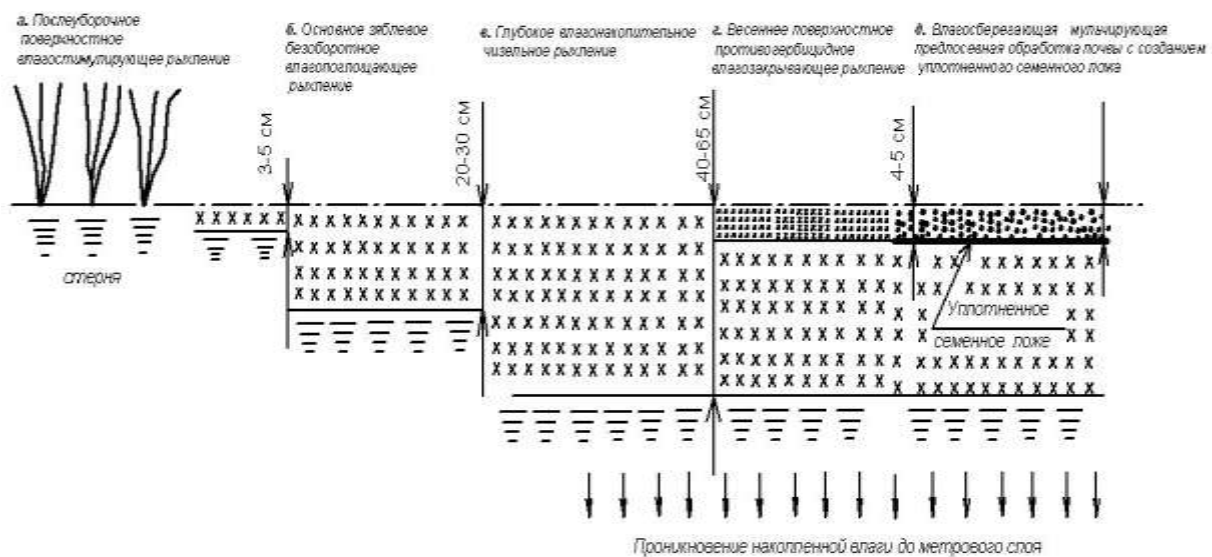 а. Послеуборочное
поверхностное
влагостимулирующее рыхление
б. Основное зяблевое
безоборотное
влагопоглощающее
рыхление
в. Глубокое влагонакопительное
чизельное рыхление
г. Весеннее поверхностное
противогербицидное
влагозакрывающее рыхление
д. Влагосберегающая мульчирующая
предпосевная обработка почвы с созданием
уплотненного семенного ложа
3-5 см
20-30 см
40-65 см
4-5 см
стерня
Уплотненное
семенное ложе
Проникновение накопленной влаги до метрового слоя